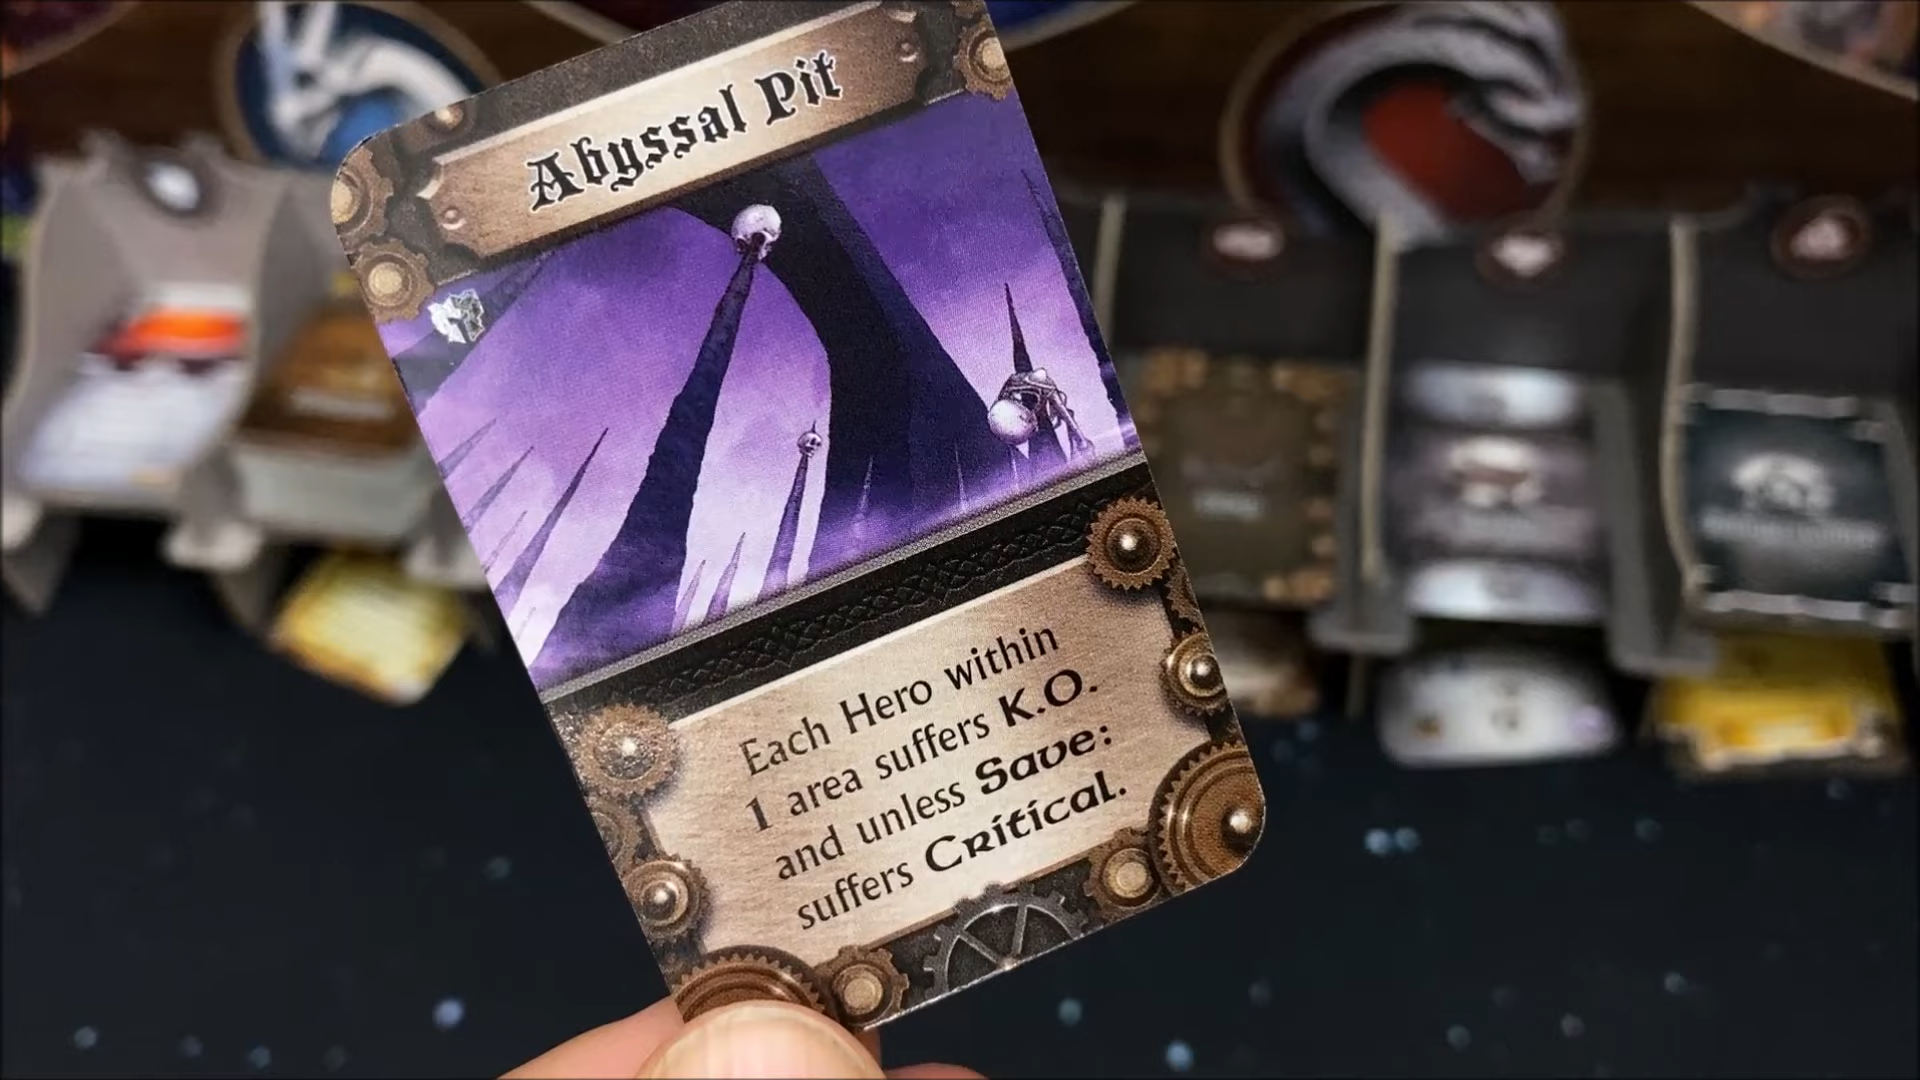 Abyssal Pit
Each Hero within
1 area suffers K.O.
and unless Save:
suffers Critical.